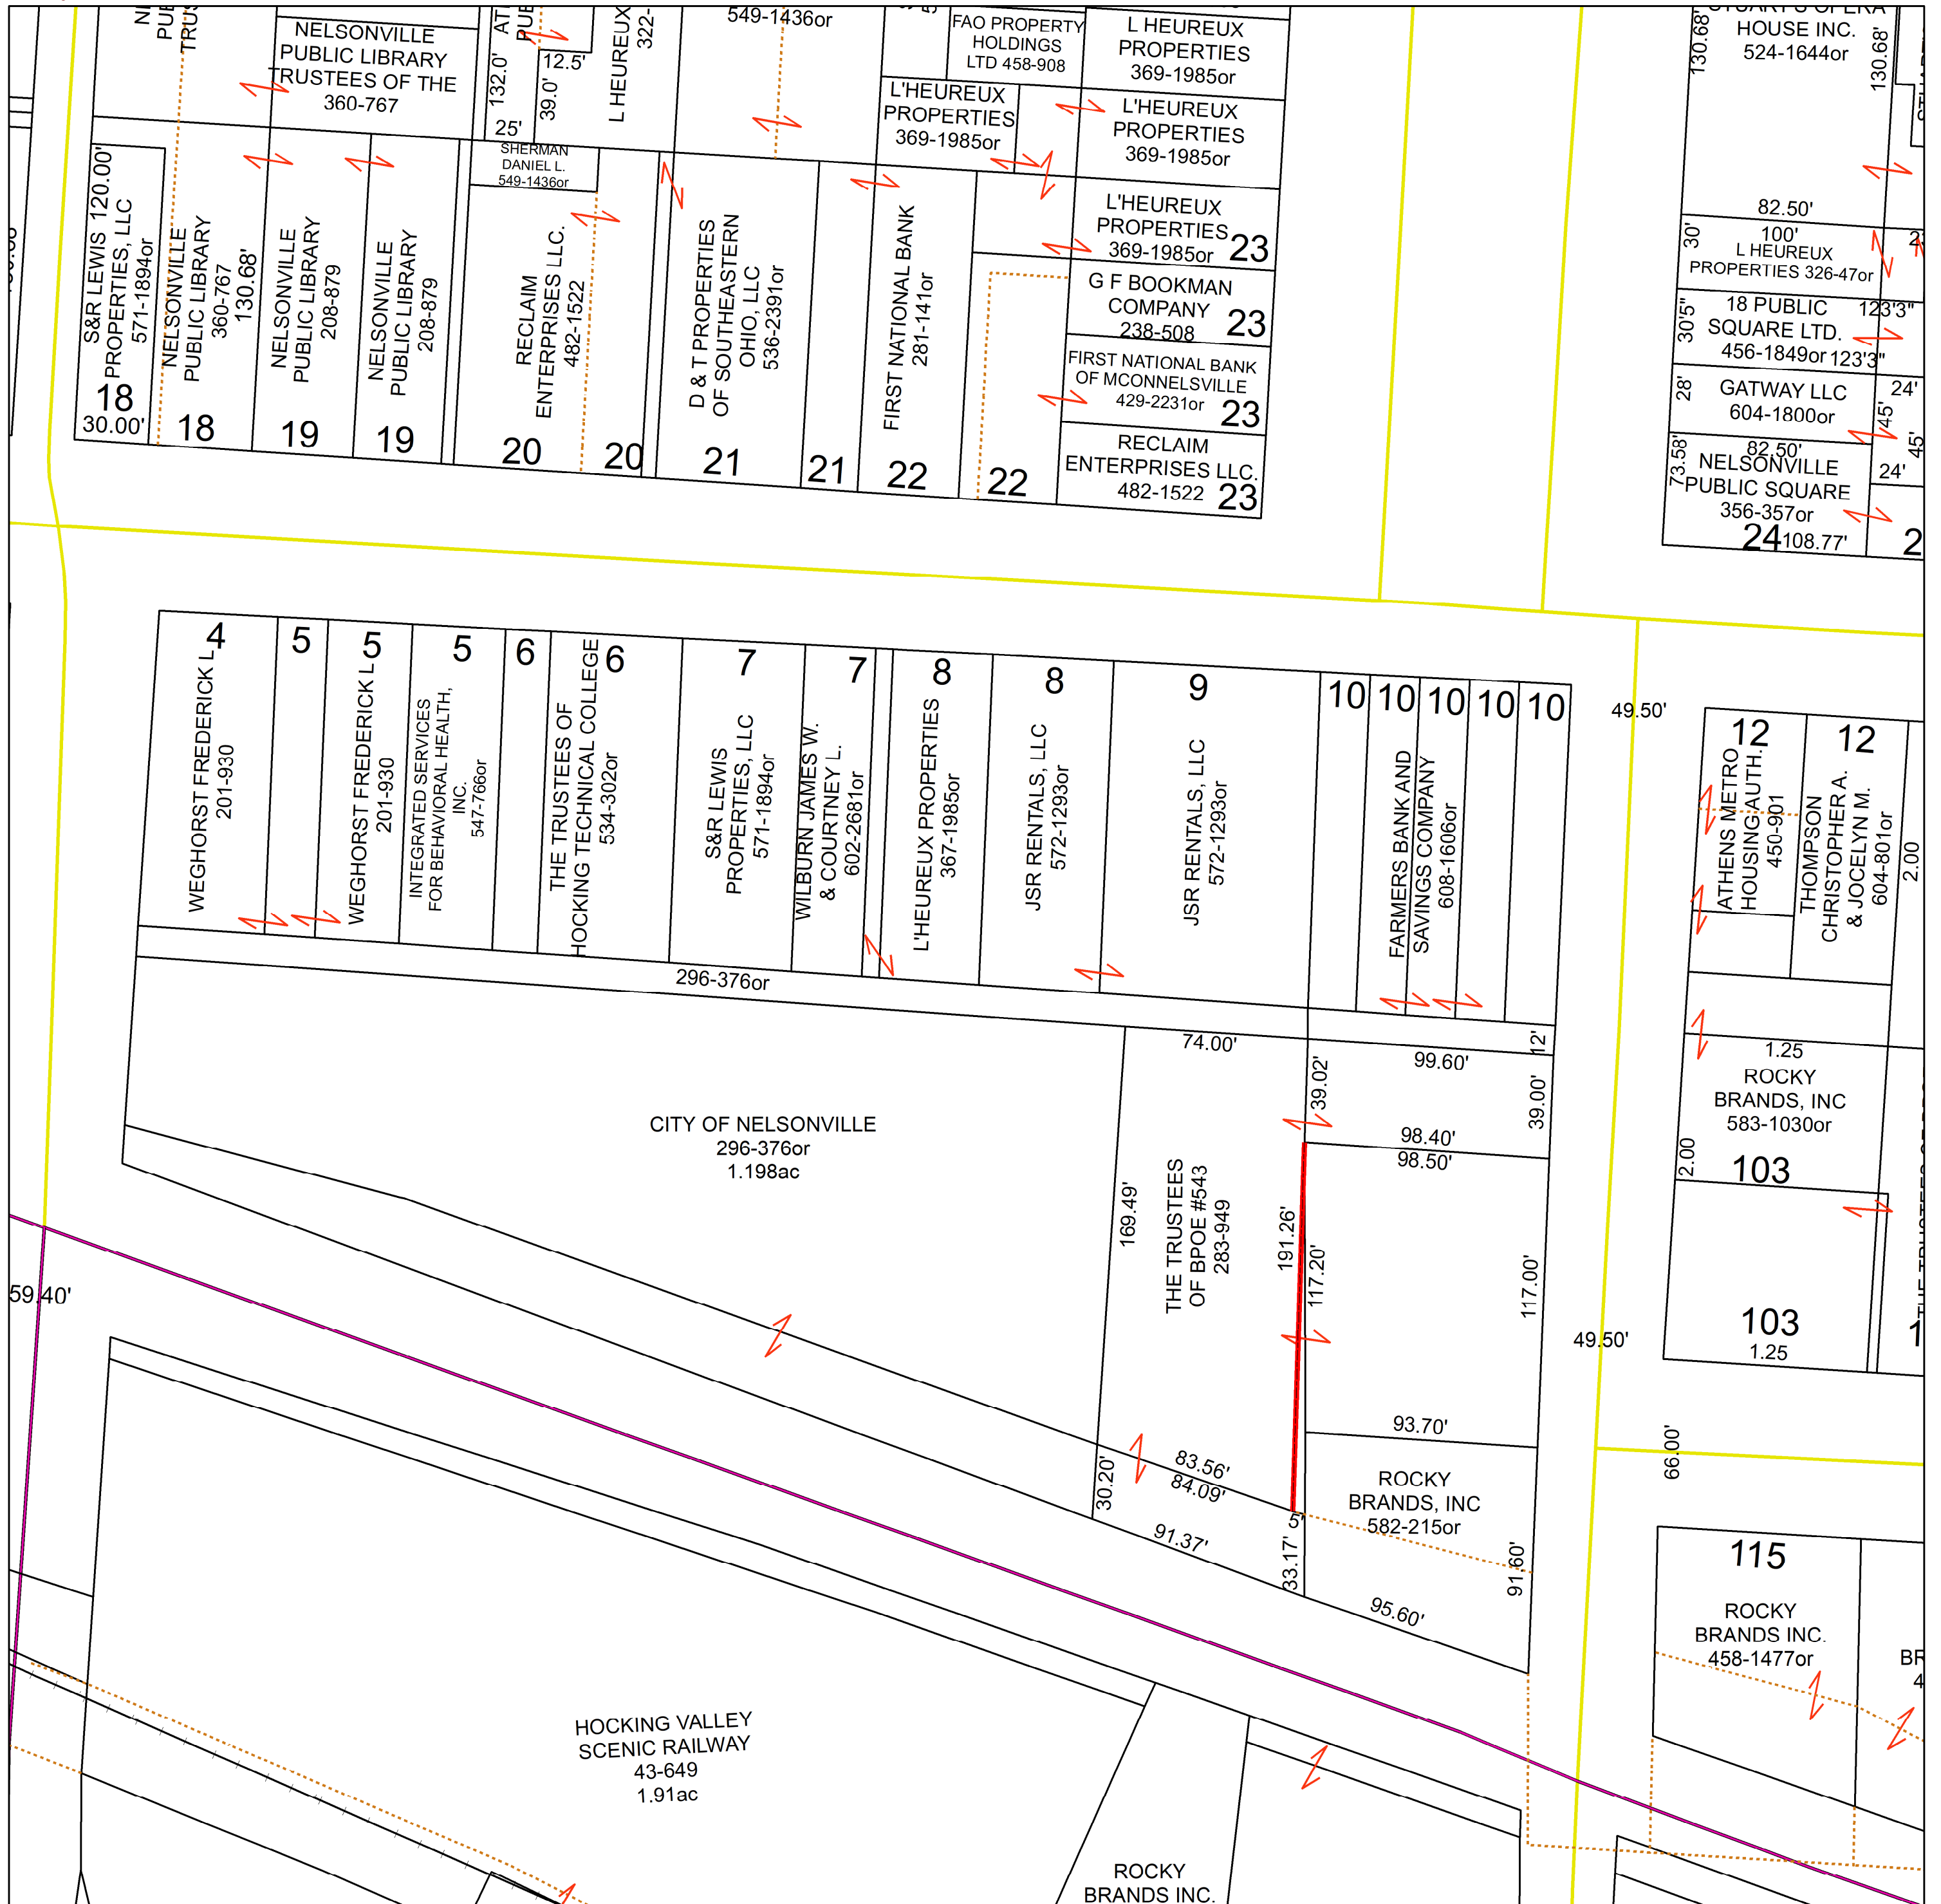 NELSONVILLE
PUBLIC LIBRARY
TRUSTEES OF THE
360-767
132.0'
25'
39.0'
12.5'
L HEUREUX
549-1436or
FAO PROPERTY
HOLDINGS
LTD 458-908
L HEUREUX
PROPERTIES
369-1985or
L'HEUREUX
PROPERTIES
369-1985or
L'HEUREUX
PROPERTIES
369-1985or
130.68'
HOUSE INC.
524-1644or
130.68'
S&R LEWIS 120.00'
PROPERTIES, LLC
571-1894or
18
30.00'
NELSONVILLE
PUBLIC LIBRARY
360-767
130.68'
18
NELSONVILLE
PUBLIC LIBRARY
208-879
19
NELSONVILLE
PUBLIC LIBRARY
208-879
19
SHERMAN
DANIEL L.
549-1436or
RECLAIM
ENTERPRISES LLC.
482-1522
20
20
D & T PROPERTIES
OF SOUTHEASTERN
OHIO, LLC
536-2391or
21
21
FIRST NATIONAL BANK
281-141or
22
22
L'HEUREUX
PROPERTIES
369-1985or
23
G F BOOKMAN
COMPANY
238-508
23
FIRST NATIONAL BANK
OF MCONNELSVILLE
429-2231or
23
RECLAIM
ENTERPRISES LLC.
482-1522
23
82.50'
30'
100'
L HEUREUX
PROPERTIES 326-47or
30'5"
18 PUBLIC
SQUARE LTD.
456-1849or
123'3"
123'3"
28'
GATWAY LLC
604-1800or
24'
45'
45'
73.58'
82.50'
NELSONVILLE
PUBLIC SQUARE
356-357or
24'
24
108.77'
4
WEGHORST FREDERICK L
201-930
5
5
WEGHORST FREDERICK L
201-930
5
INTEGRATED SERVICES
FOR BEHAVIORAL HEALTH,
INC.
547-766or
6
6
THE TRUSTEES OF
HOCKING TECHNICAL COLLEGE
534-302or
7
S&R LEWIS
PROPERTIES, LLC
571-1894or
7
WILBURN JAMES W.
& COURTNEY L.
602-2681or
8
L'HEUREUX PROPERTIES
367-1985or
8
JSR RENTALS, LLC
572-1293or
9
JSR RENTALS, LLC
572-1293or
10
10
10
10
10
FARMERS BANK AND
SAVINGS COMPANY
608-1606or
49.50'
12
ATHENS METRO
HOUSING AUTH.
450-901
12
THOMPSON
CHRISTOPHER A.
& JOCELYN M.
604-801or
2.00
296-376or
74.00'
99.60'
12'
39.02'
39.00'
98.40'
98.50'
CITY OF NELSONVILLE
296-376or
1.198ac
169.49'
THE TRUSTEES
OF BPOE #543
283-949
191.26'
117.20'
117.00'
1.25
ROCKY
BRANDS, INC
583-1030or
2.00
103
103
1.25
49.50'
59.40'
93.70'
ROCKY
BRANDS, INC
582-215or
83.56'
84.09'
30.20'
91.37'
5'
33.17'
91.60'
95.60'
66.00'
115
ROCKY
BRANDS INC.
458-1477or
HOCKING VALLEY
SCENIC RAILWAY
43-649
1.91ac
ROCKY
BRANDS INC.